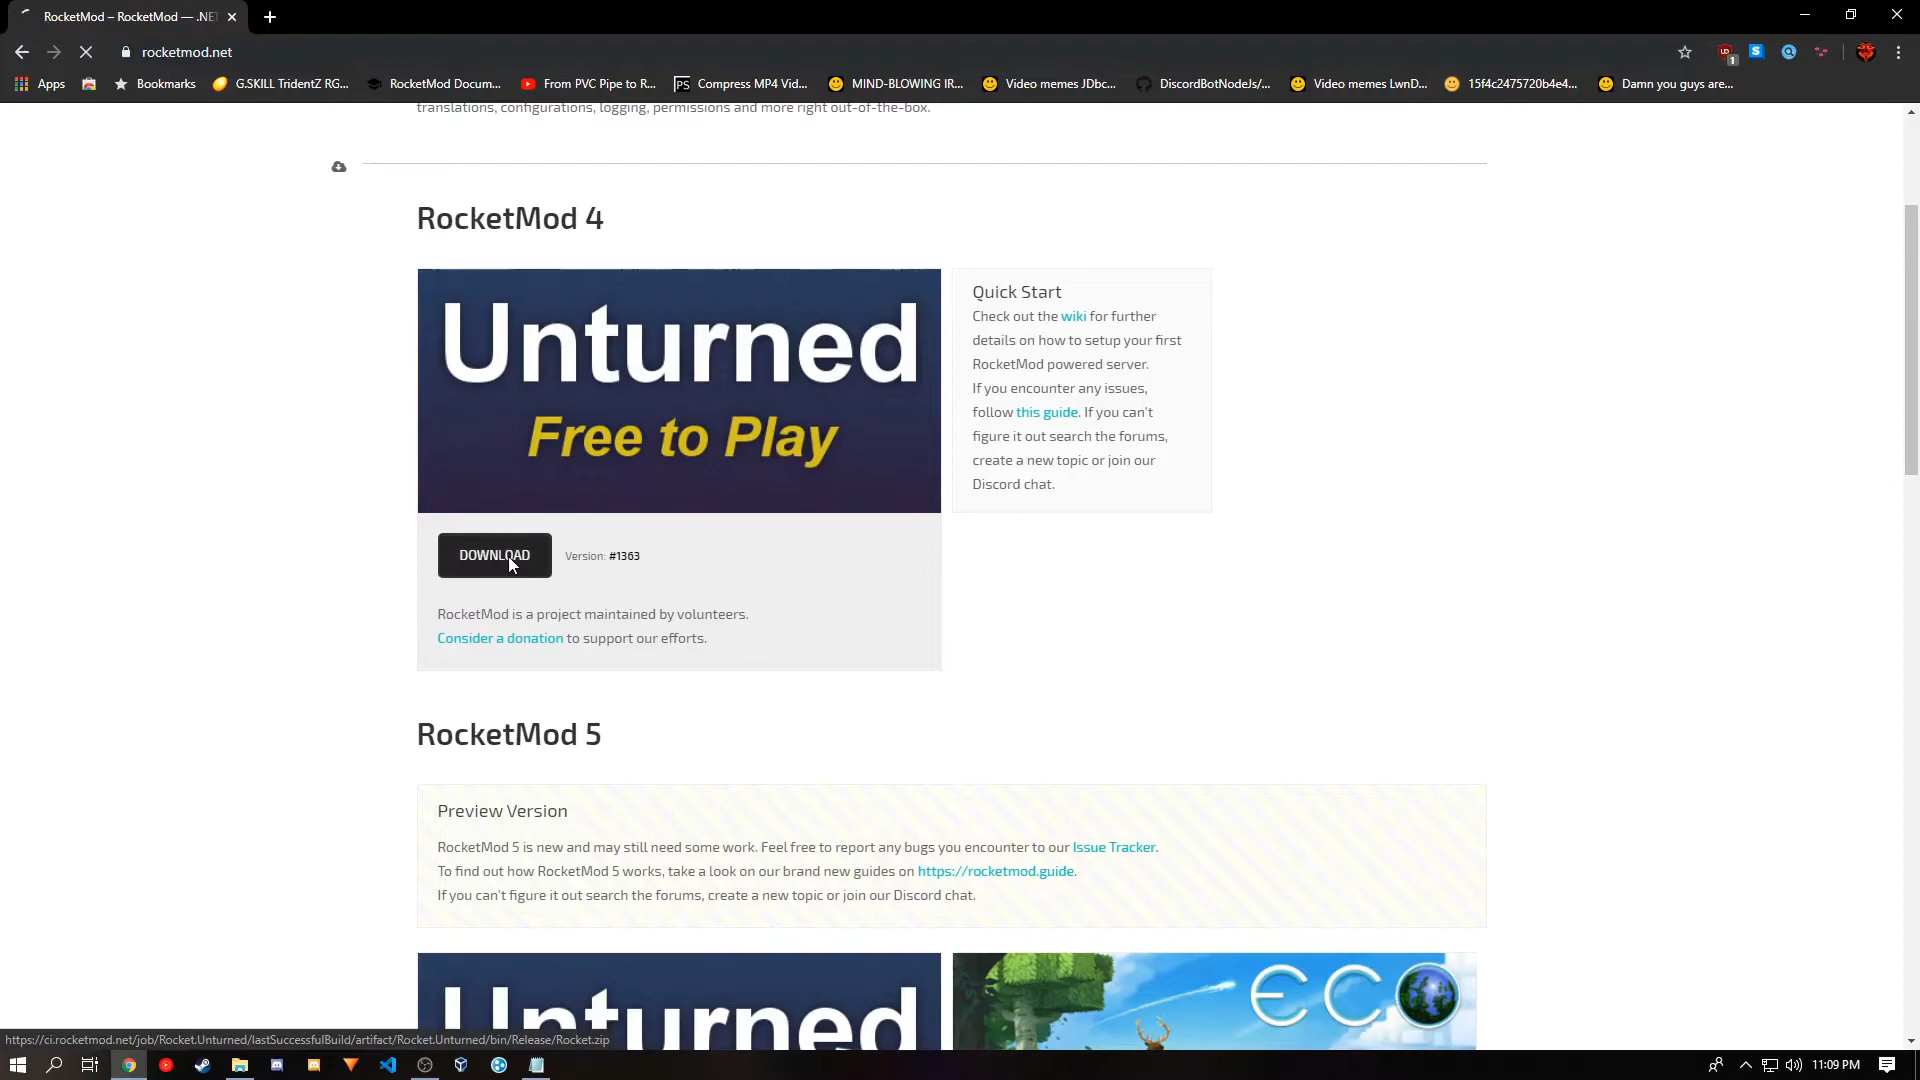 RocketMod – RocketMod — .NET
rocketmod.net
1
Apps
Bookmarks
G.SKILL TridentZ RG...
RocketMod Docum...
From PVC Pipe to R...
PS
Compress MP4 Vid...
MIND-BLOWING IR...
Video memes JDbc...
DiscordBotNodeJs/...
Video memes LwnD...
15f4c2475720b4e4...
Damn you guys are...
translations, configurations, logging, permissions and more right out-of-the-box.
RocketMod 4
Unturned
Free to Play
Quick Start
Check out the wiki for further
details on how to setup your first
RocketMod powered server.
If you encounter any issues,
follow this guide. If you can't
figure it out search the forums,
create a new topic or join our
Discord chat.
DOWNLOAD
Version: #1363
RocketMod is a project maintained by volunteers.
Consider a donation to support our efforts.
RocketMod 5
Preview Version
RocketMod 5 is new and may still need some work. Feel free to report any bugs you encounter to our Issue Tracker.
To find out how RocketMod 5 works, take a look on our brand new guides on https://rocketmod.guide.
If you can't figure it out search the forums, create a new topic or join our Discord chat.
Unturned
ECO
https://ci.rocketmod.net/job/Rocket.Unturned/lastSuccessfulBuild/artifact/Rocket.Unturned/bin/Release/Rocket.zip
11:09 PM